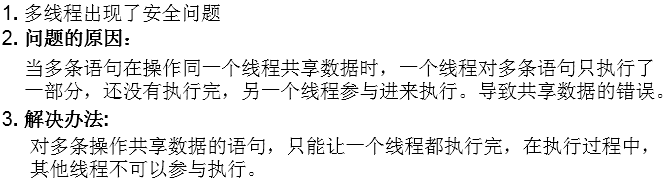 1. 多线程出现了安全问题
2. 问题的原因：
当多条语句在操作同一个线程共享数据时，一个线程对多条语句只执行了
一部分，还没有执行完，另一个线程参与进来执行。导致共享数据的错误。
3. 解决办法:
对多条操作共享数据的语句，只能让一个线程都执行完，在执行过程中，
其他线程不可以参与执行。